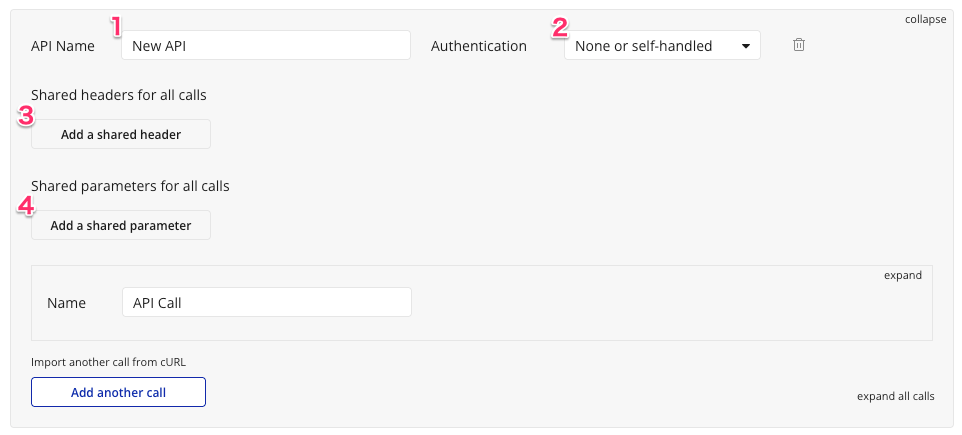 collapse
1
2
API Name New API Authentication None or self-handled
Shared headers for all calls
3
Add a shared header
Shared parameters for all calls
4
Add a shared parameter
expand
Name API Call
Import another call from cURL
Add another call
expand all calls